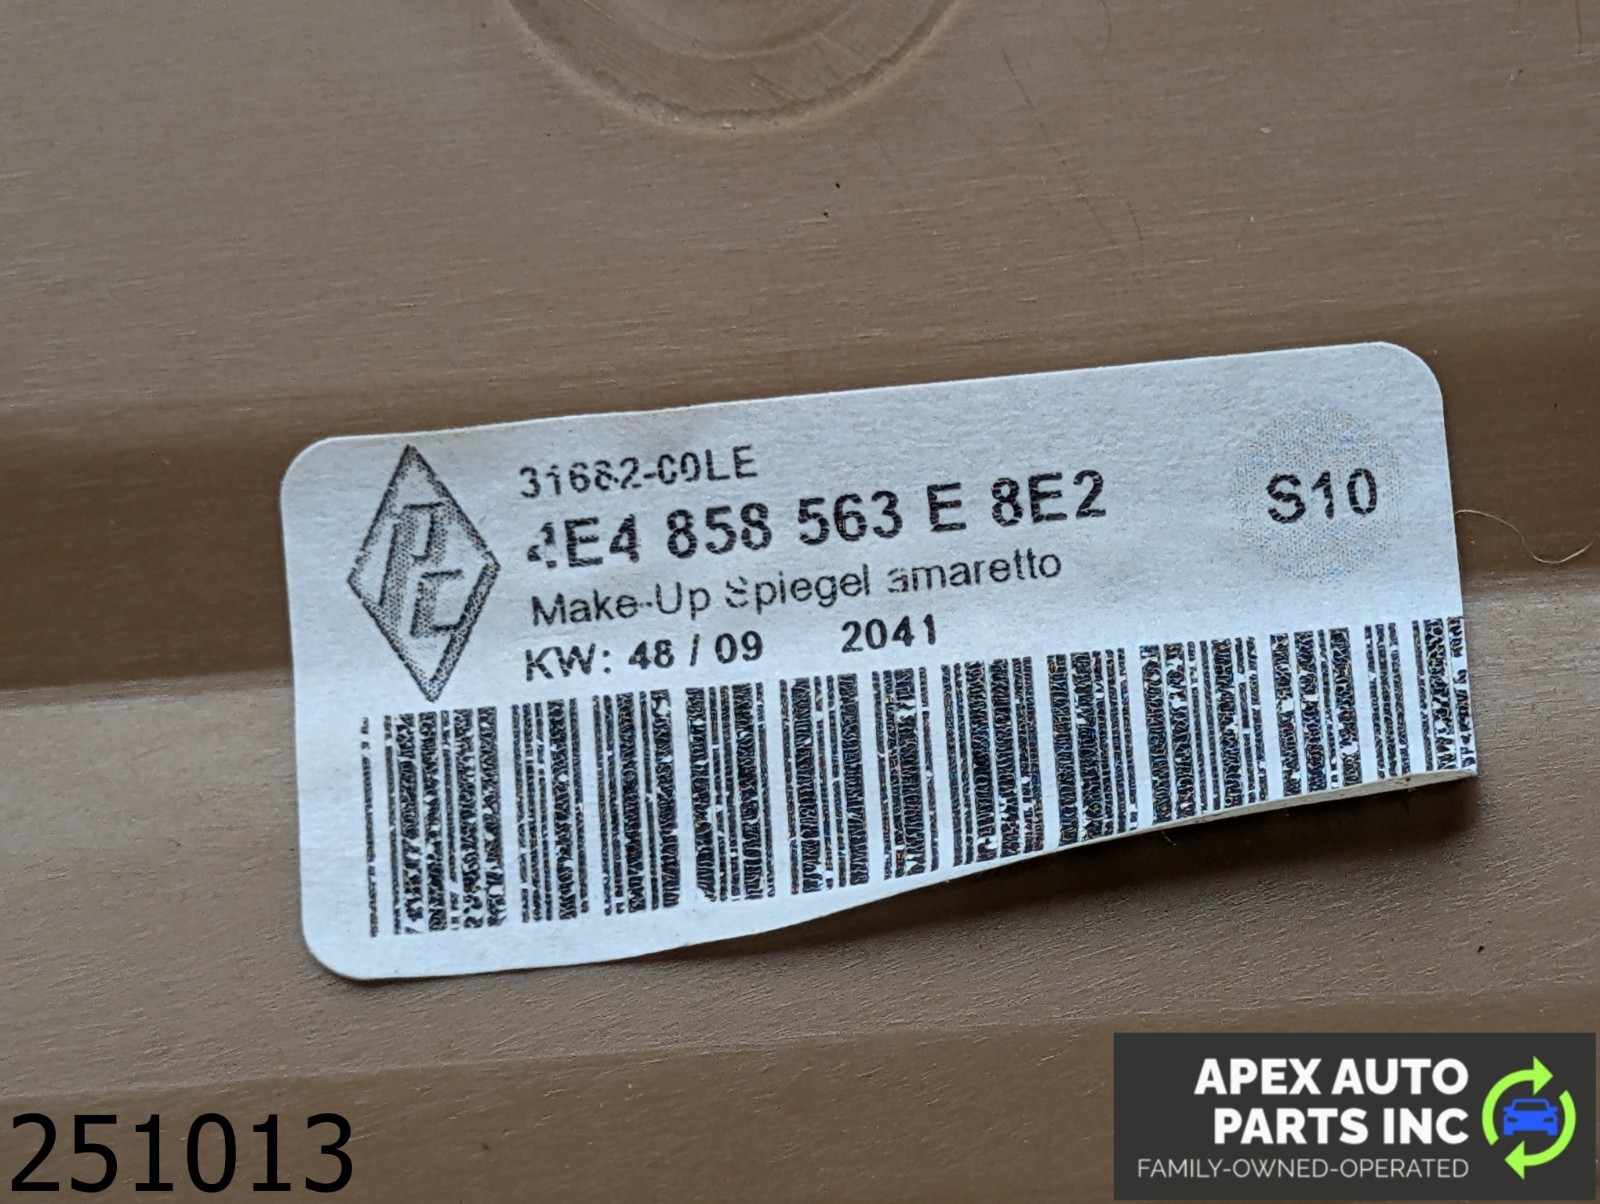 31682-C0LE
4E4 858 563 E 8E2
S10
Make-Up Spiegel amaretto
KW: 48 / 09 2041
PC
251013
APEX AUTO
PARTS INC
FAMILY-OWNED-OPERATED